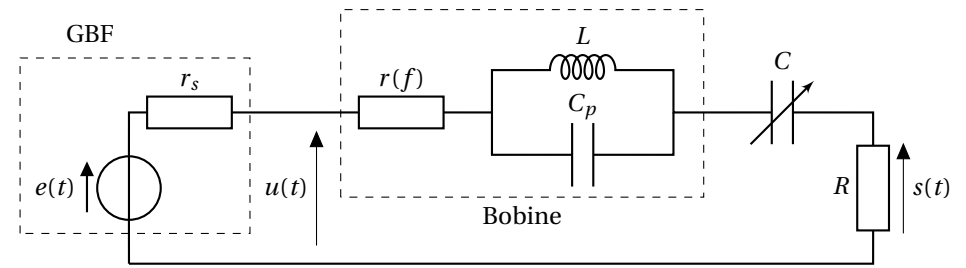 GBF
r_s
r(f)
L
C_p
C
e(t)
u(t)
R
s(t)
Bobine